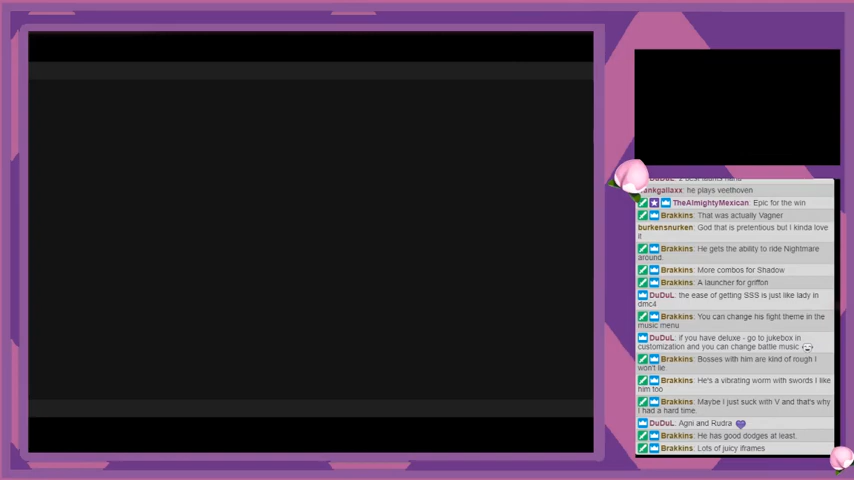 ankgallaxx: he plays veethoven
TheAlmightyMexican: Epic for the win
Brakkins: That was actually Vagner
burkensnurken: God that is pretentious but I kinda love
it
Brakkins: He gets the ability to ride Nightmare
around.
Brakkins: More combos for Shadow
Brakkins: A launcher for griffon
DuDuL: the ease of getting SSS is just like lady in
dmc4
Brakkins: You can change his fight theme in the
music menu
DuDuL: if you have deluxe - go to jukebox in
customization and you can change battle music
Brakkins: Bosses with him are kind of rough I
won't lie.
Brakkins: He's a vibrating worm with swords I like
him too
Brakkins: Maybe I just suck with V and that's why
I had a hard time.
DuDuL: Agni and Rudra
Brakkins: He has good dodges at least.
Brakkins: Lots of juicy iframes